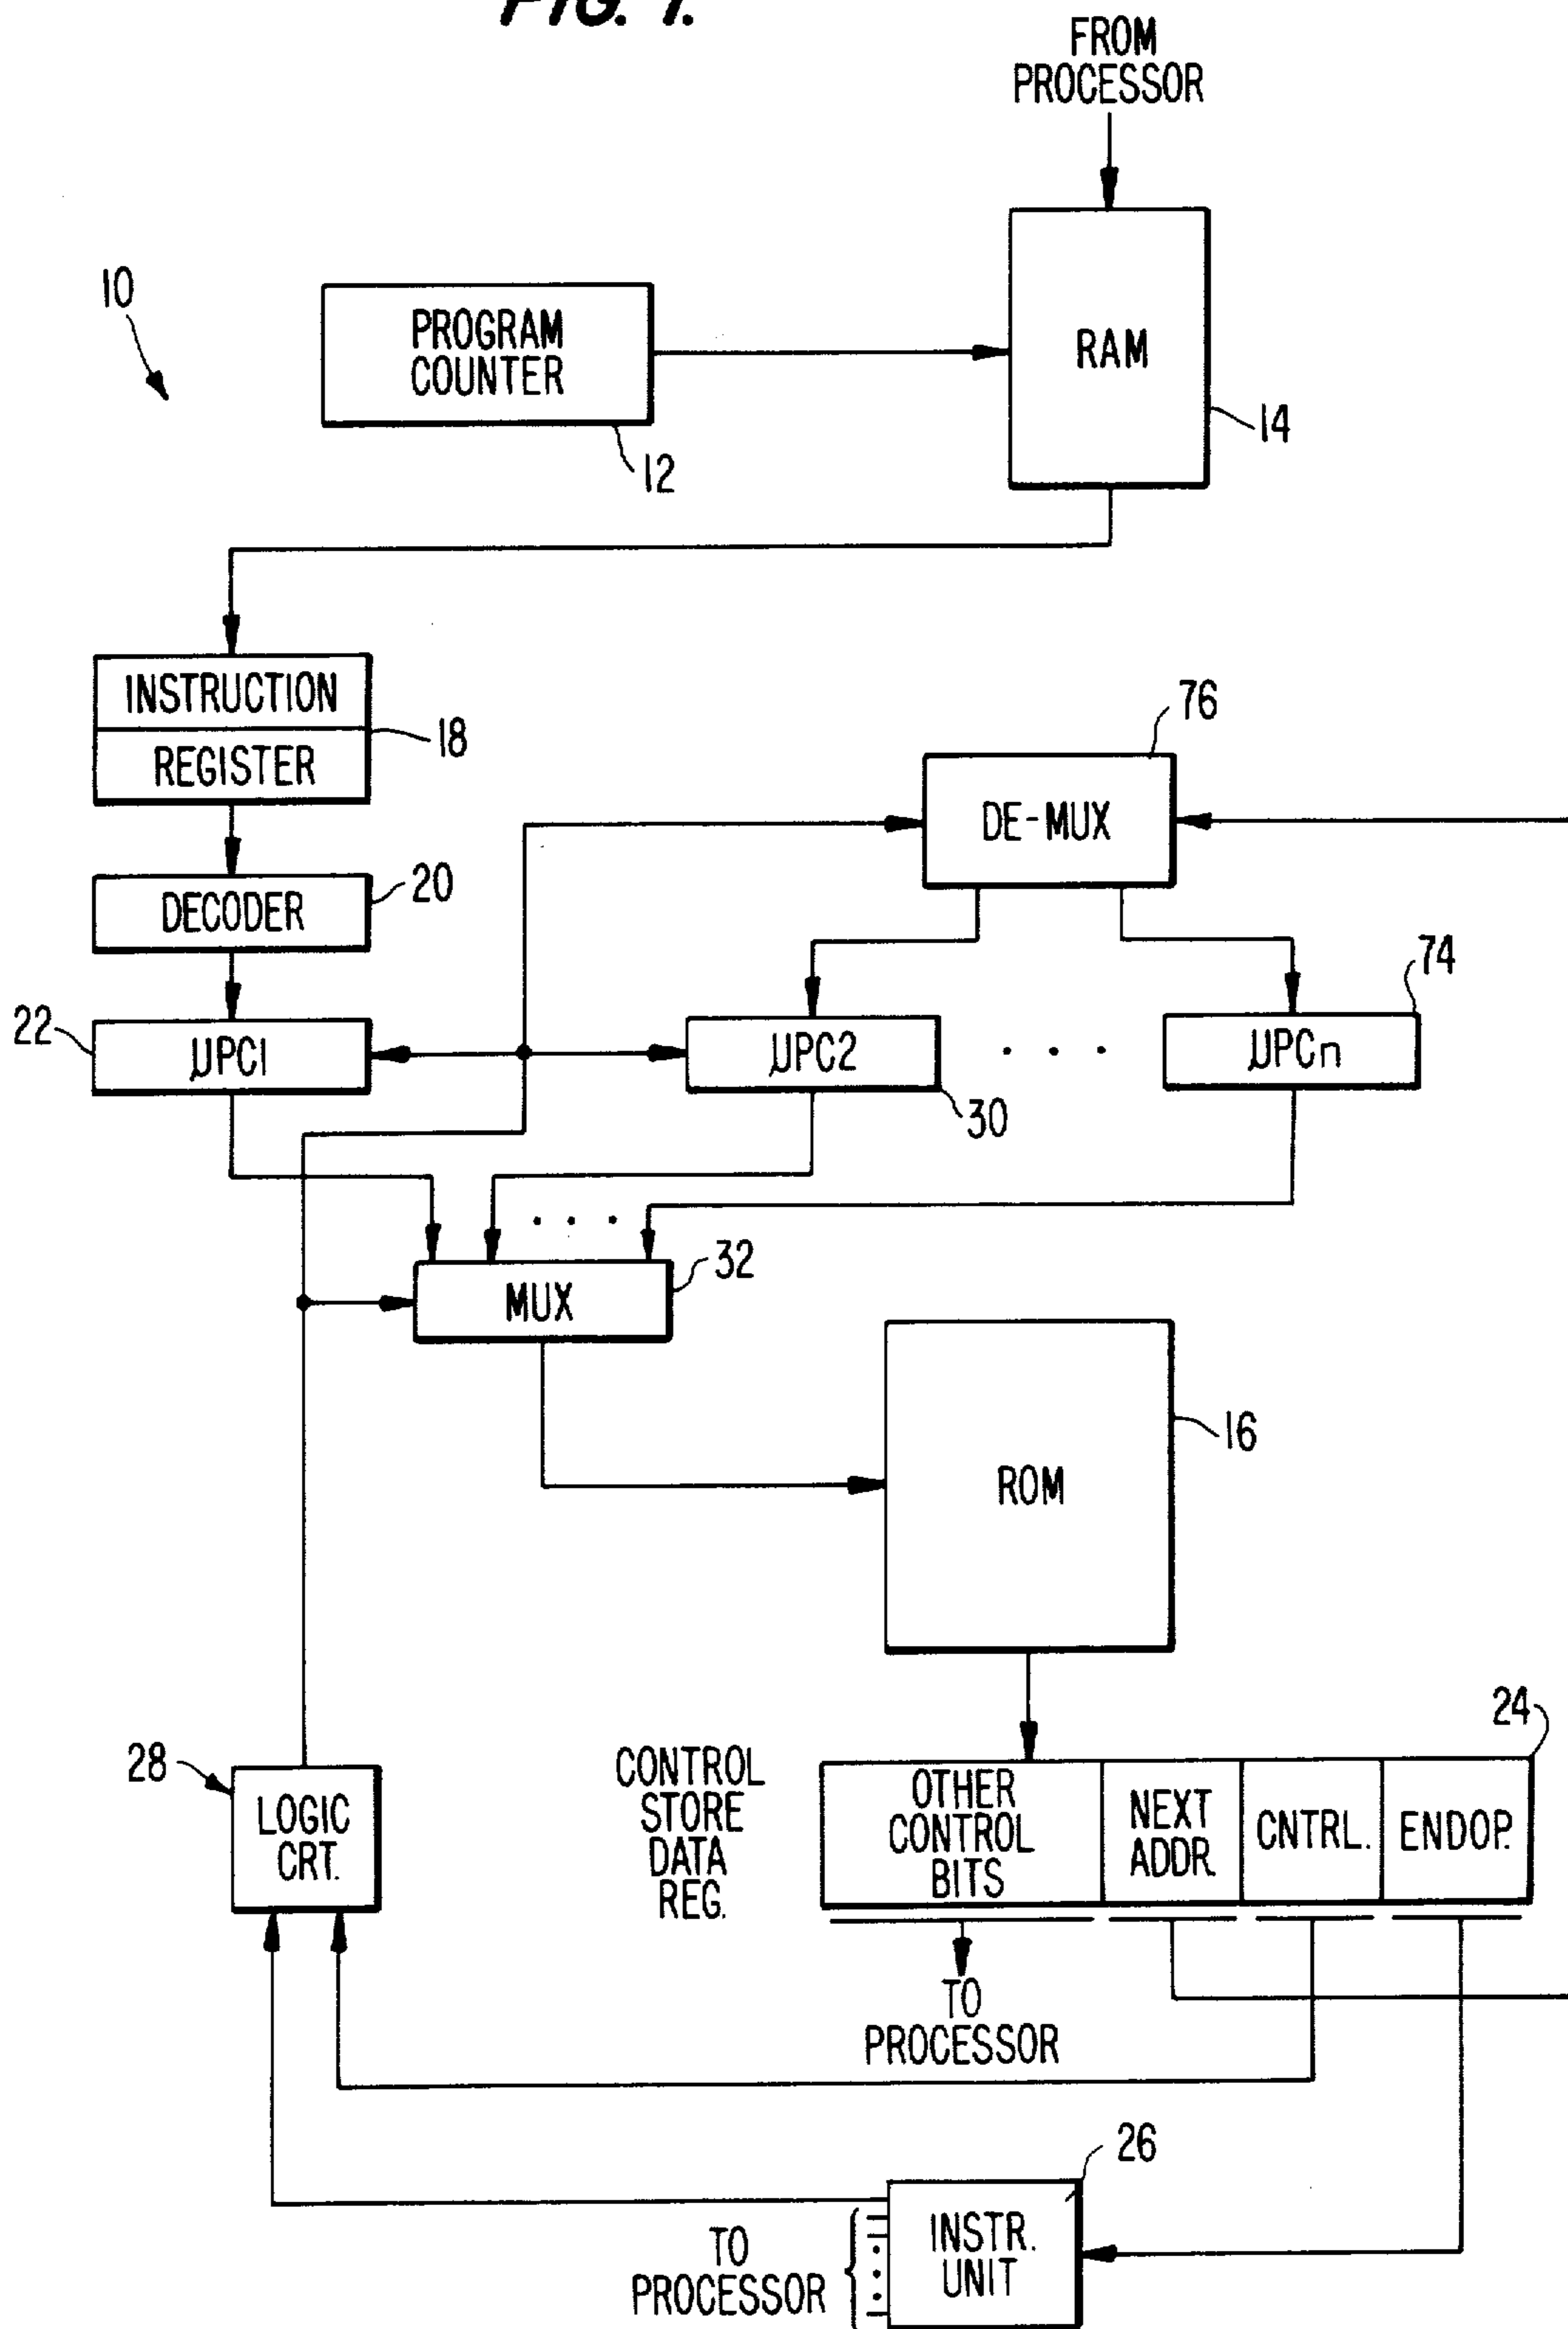 FIG. 1.
FROM
PROCESSOR
10
PROGRAM
COUNTER
12
RAM
14
INSTRUCTION
REGISTER
18
76
DE-MUX
DECODER
20
74
22
μPC1
μPC2
. . .
μPCn
30
. . .
MUX
32
ROM
16
24
28
LOGIC
CRT.
CONTROL
STORE
DATA
REG.
OTHER
CONTROL
BITS
NEXT
ADDR.
CNTRL.
ENDOP.
TO
PROCESSOR
26
INSTR.
UNIT
TO
PROCESSOR